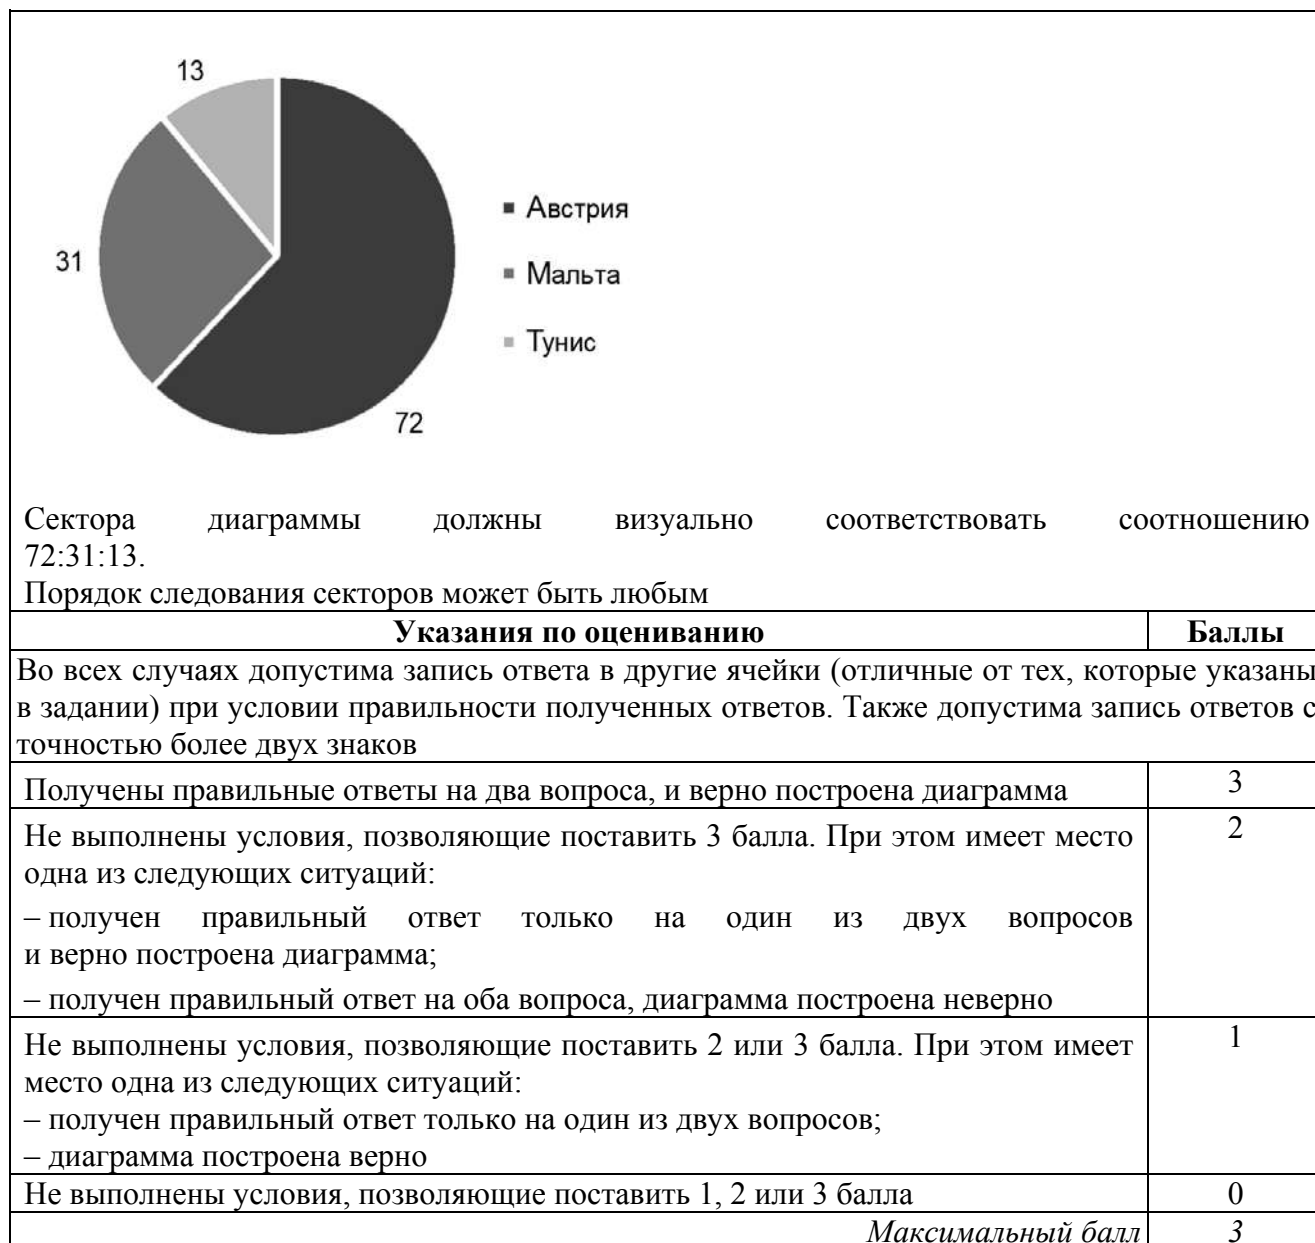 13
31
72
Австрия
Мальта
Тунис
Сектора диаграммы должны визуально соответствовать соотношению
72:31:13.
Порядок следования секторов может быть любым
Указания по оцениванию Баллы
Во всех случаях допустима запись ответа в другие ячейки (отличные от тех, которые указаны
в задании) при условии правильности полученных ответов. Также допустима запись ответов с
точностью более двух знаков
Получены правильные ответы на два вопроса, и верно построена диаграмма 3
Не выполнены условия, позволяющие поставить 3 балла. При этом имеет место 2
одна из следующих ситуаций:
– получен правильный ответ только на один из двух вопросов
и верно построена диаграмма;
– получен правильный ответ на оба вопроса, диаграмма построена неверно
Не выполнены условия, позволяющие поставить 2 или 3 балла. При этом имеет 1
место одна из следующих ситуаций:
– получен правильный ответ только на один из двух вопросов;
– диаграмма построена верно
Не выполнены условия, позволяющие поставить 1, 2 или 3 балла 0
Максимальный балл 3